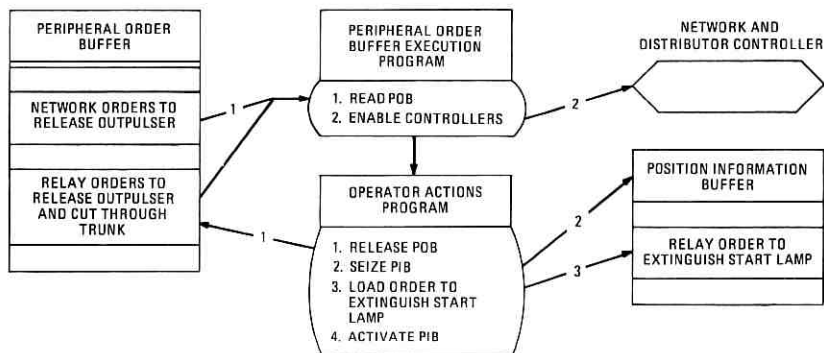 PERIPHERAL ORDER
BUFFER
NETWORK ORDERS TO
RELEASE OUTPULSER
RELAY ORDERS TO
RELEASE OUTPULSER
AND CUT THROUGH
TRUNK
1
1
PERIPHERAL ORDER
BUFFER EXECUTION
PROGRAM
1. READ POB
2. ENABLE CONTROLLERS
2
OPERATOR ACTIONS
PROGRAM
1. RELEASE POB
2. SEIZE PIB
3. LOAD ORDER TO
EXTINGUISH START
LAMP
4. ACTIVATE PIB
2
3
NETWORK AND
DISTRIBUTOR CONTROLLER
POSITION INFORMATION
BUFFER
RELAY ORDER TO
EXTINGUISH START LAMP